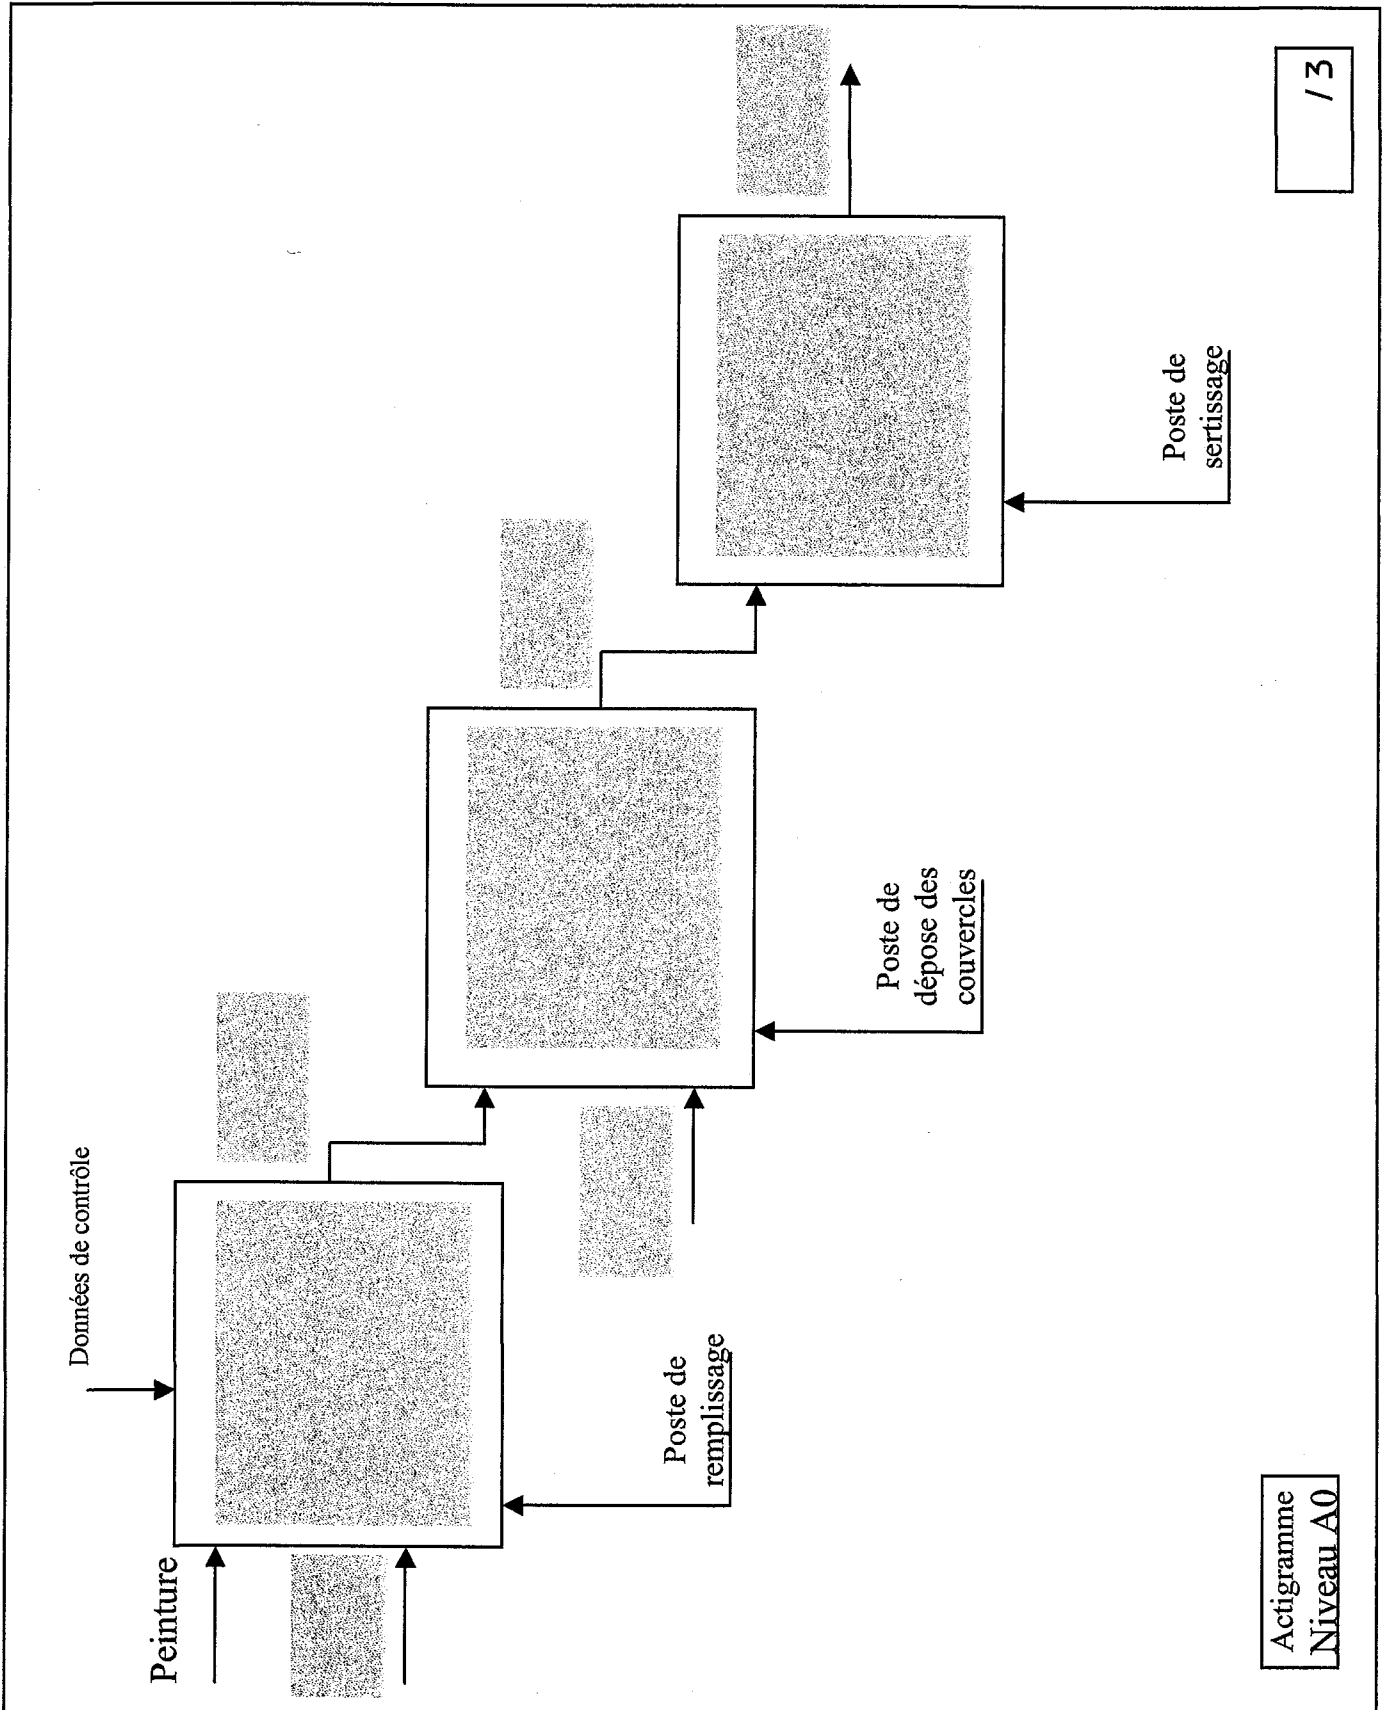 Données de contrôle
Peinture
Poste de
remplissage
Poste de
dépose des
couvercles
Poste de
sertissage
Actigramme
Niveau A0
/ 3